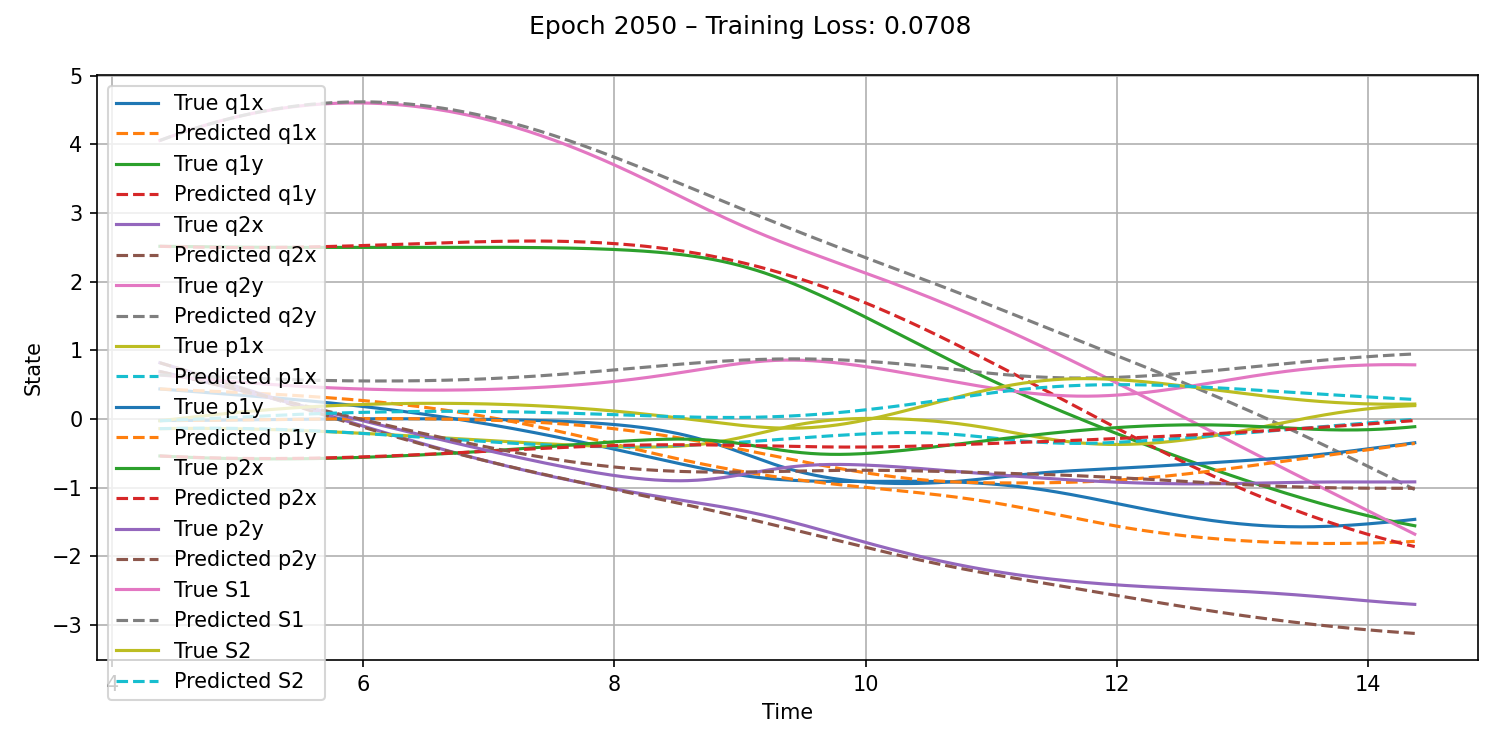 Epoch 2050 – Training Loss: 0.0708
5
4
3
2
1
0
−1
−2
−3
State
True q1x
Predicted q1x
True q1y
Predicted q1y
True q2x
Predicted q2x
True q2y
Predicted q2y
True p1x
Predicted p1x
True p1y
Predicted p1y
True p2x
Predicted p2x
True p2y
Predicted p2y
True S1
Predicted S1
True S2
Predicted S2
4 6 8 10 12 14
Time